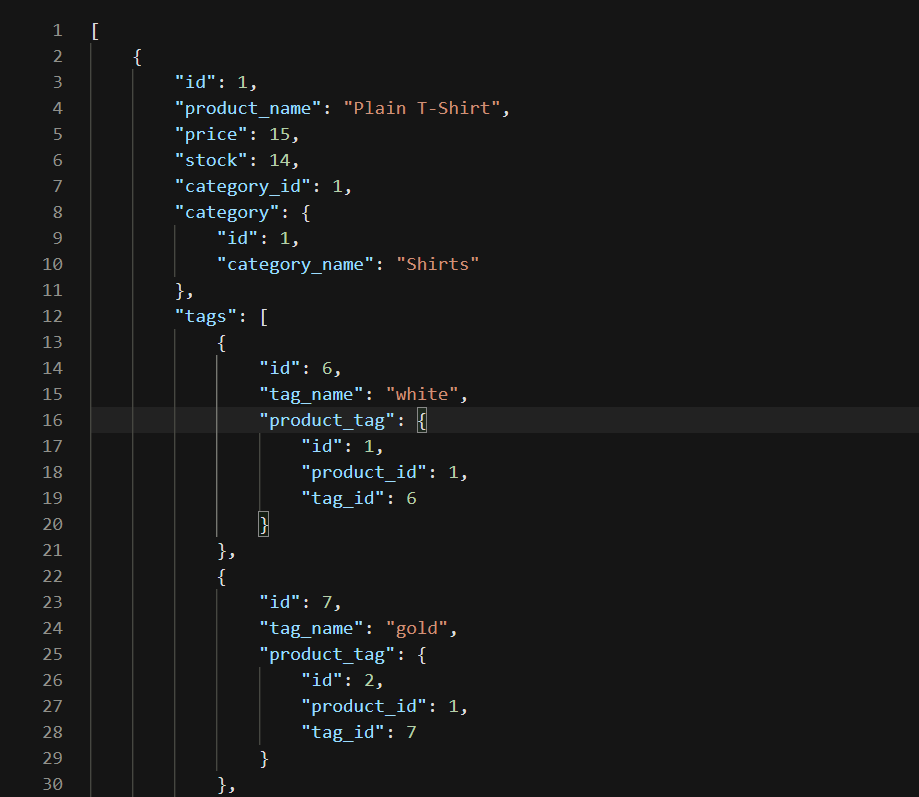 1 [
2     {
3         "id": 1,
4         "product_name": "Plain T-Shirt",
5         "price": 15,
6         "stock": 14,
7         "category_id": 1,
8         "category": {
9             "id": 1,
10             "category_name": "Shirts"
11         },
12         "tags": [
13             {
14                 "id": 6,
15                 "tag_name": "white",
16                 "product_tag": {
17                     "id": 1,
18                     "product_id": 1,
19                     "tag_id": 6
20                 }
21             },
22             {
23                 "id": 7,
24                 "tag_name": "gold",
25                 "product_tag": {
26                     "id": 2,
27                     "product_id": 1,
28                     "tag_id": 7
29                 }
30             },